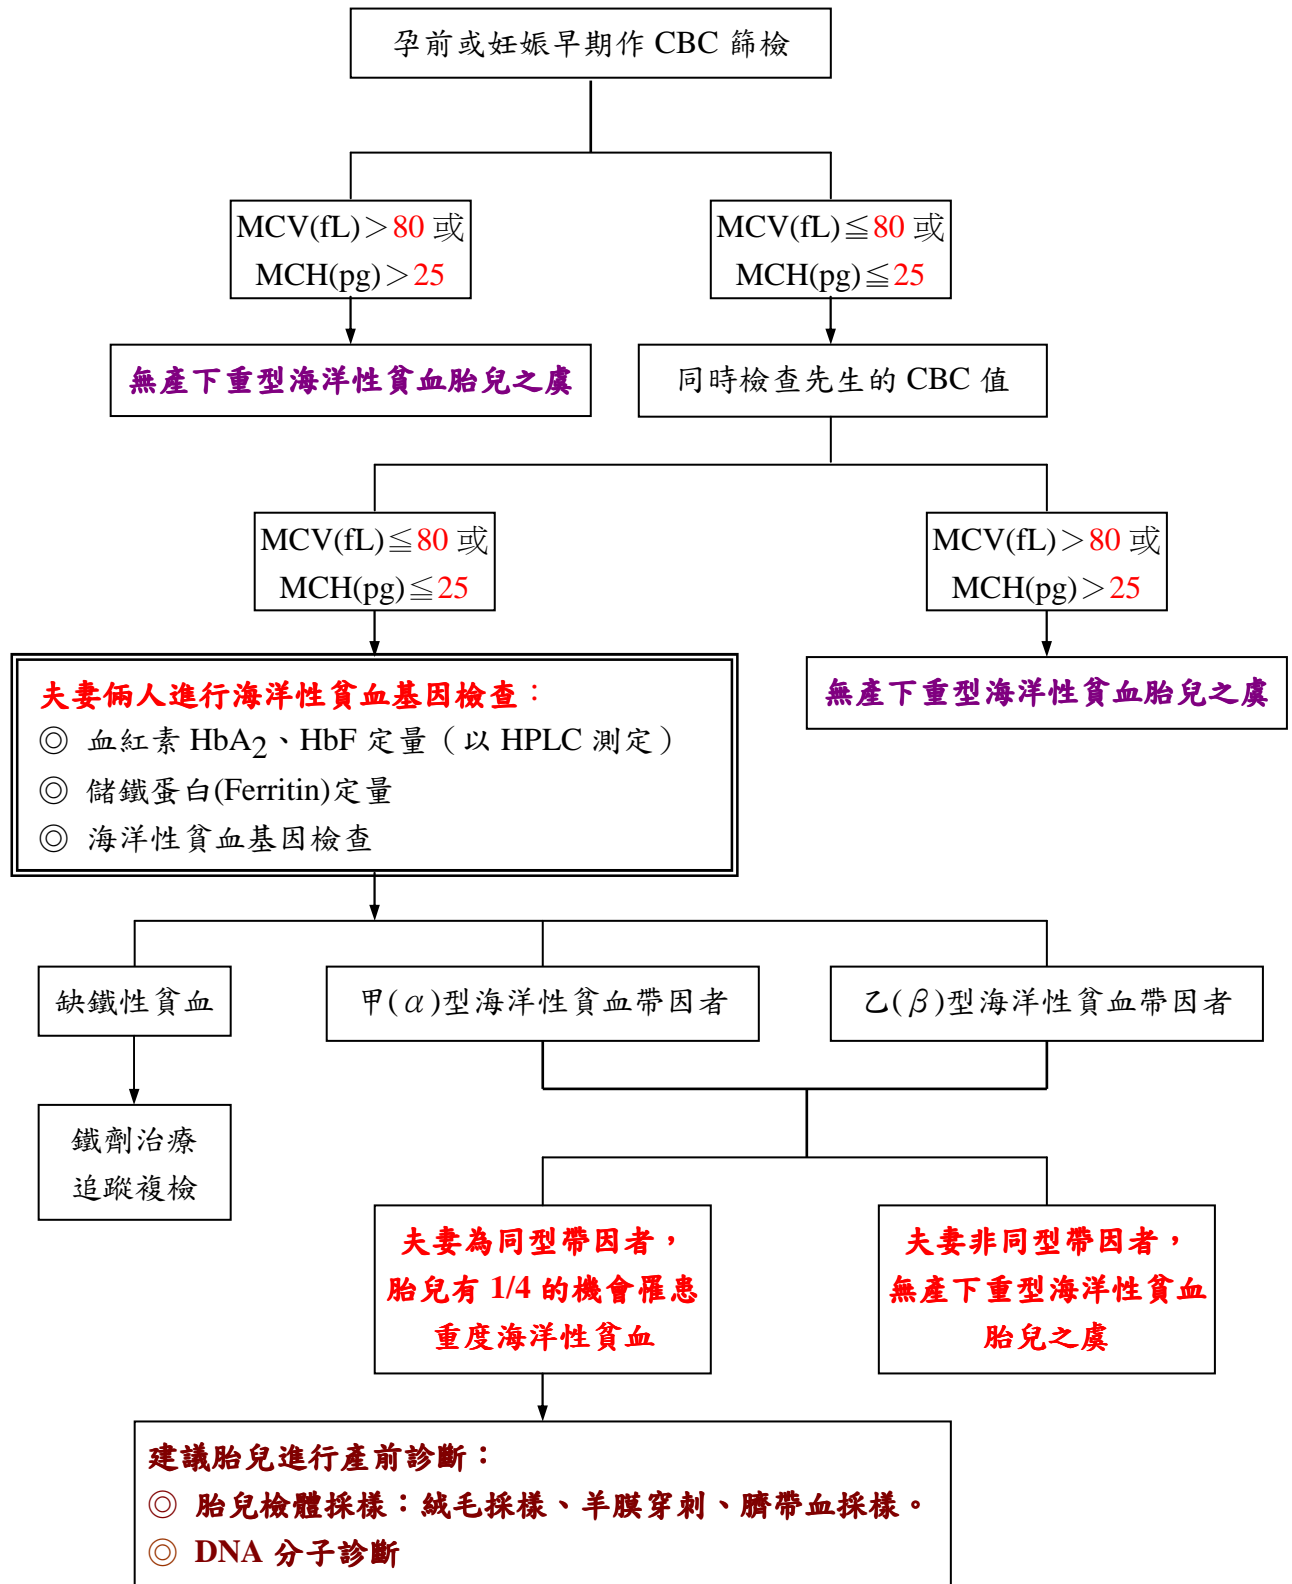 孕前或妊娠早期作 CBC 篩檢
MCV(fL)＞80 或
MCH(pg)＞25
MCV(fL)≦80 或
MCH(pg)≦25
無產下重型海洋性貧血胎兒之虞
同時檢查先生的 CBC 值
MCV(fL)≦80 或
MCH(pg)≦25
MCV(fL)＞80 或
MCH(pg)＞25
無產下重型海洋性貧血胎兒之虞
夫妻倆人進行海洋性貧血基因檢查：
◎ 血紅素 HbA2、HbF 定量（以 HPLC 測定）
◎ 儲鐵蛋白(Ferritin)定量
◎ 海洋性貧血基因檢查
缺鐵性貧血
甲(α)型海洋性貧血帶因者
乙(β)型海洋性貧血帶因者
鐵劑治療
追蹤複檢
夫妻為同型帶因者，
胎兒有 1/4 的機會罹患
重度海洋性貧血
夫妻非同型帶因者，
無產下重型海洋性貧血
胎兒之虞
建議胎兒進行產前診斷：
◎ 胎兒檢體採樣：絨毛採樣、羊膜穿刺、臍帶血採樣。
◎ DNA 分子診斷